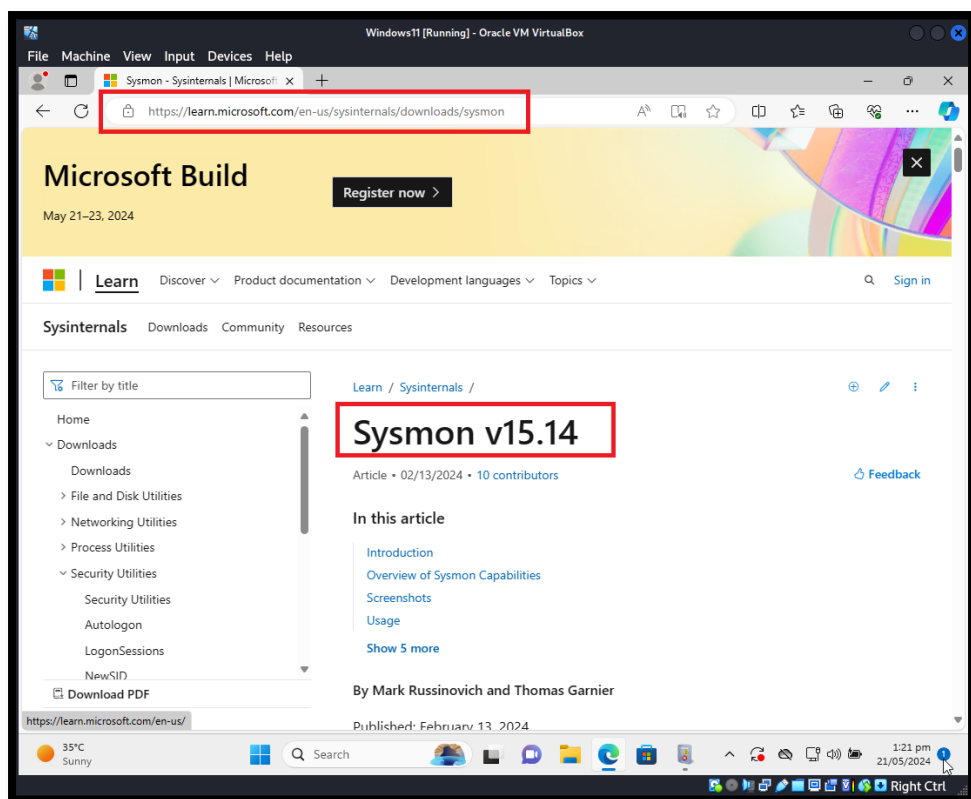 Windows11 [Running] - Oracle VM VirtualBox
File Machine View Input Devices Help
Sysmon - Sysinternals | Microsoft
https://learn.microsoft.com/en-us/sysinternals/downloads/sysmon
Microsoft Build
Register now >
May 21–23, 2024
Learn Discover Product documentation Development languages Topics Sign in
Sysinternals Downloads Community Resources
Filter by title
Home
Downloads
Downloads
File and Disk Utilities
Networking Utilities
Process Utilities
Security Utilities
Security Utilities
Autologon
LogonSessions
NewSID
Download PDF
Learn / Sysinternals /
Sysmon v15.14
Article • 02/13/2024 • 10 contributors
Feedback
In this article
Introduction
Overview of Sysmon Capabilities
Screenshots
Usage
Show 5 more
By Mark Russinovich and Thomas Garnier
Published: February 13, 2024
https://learn.microsoft.com/en-us/
35°C
Sunny
Search
1:21 pm
21/05/2024
1
Right Ctrl